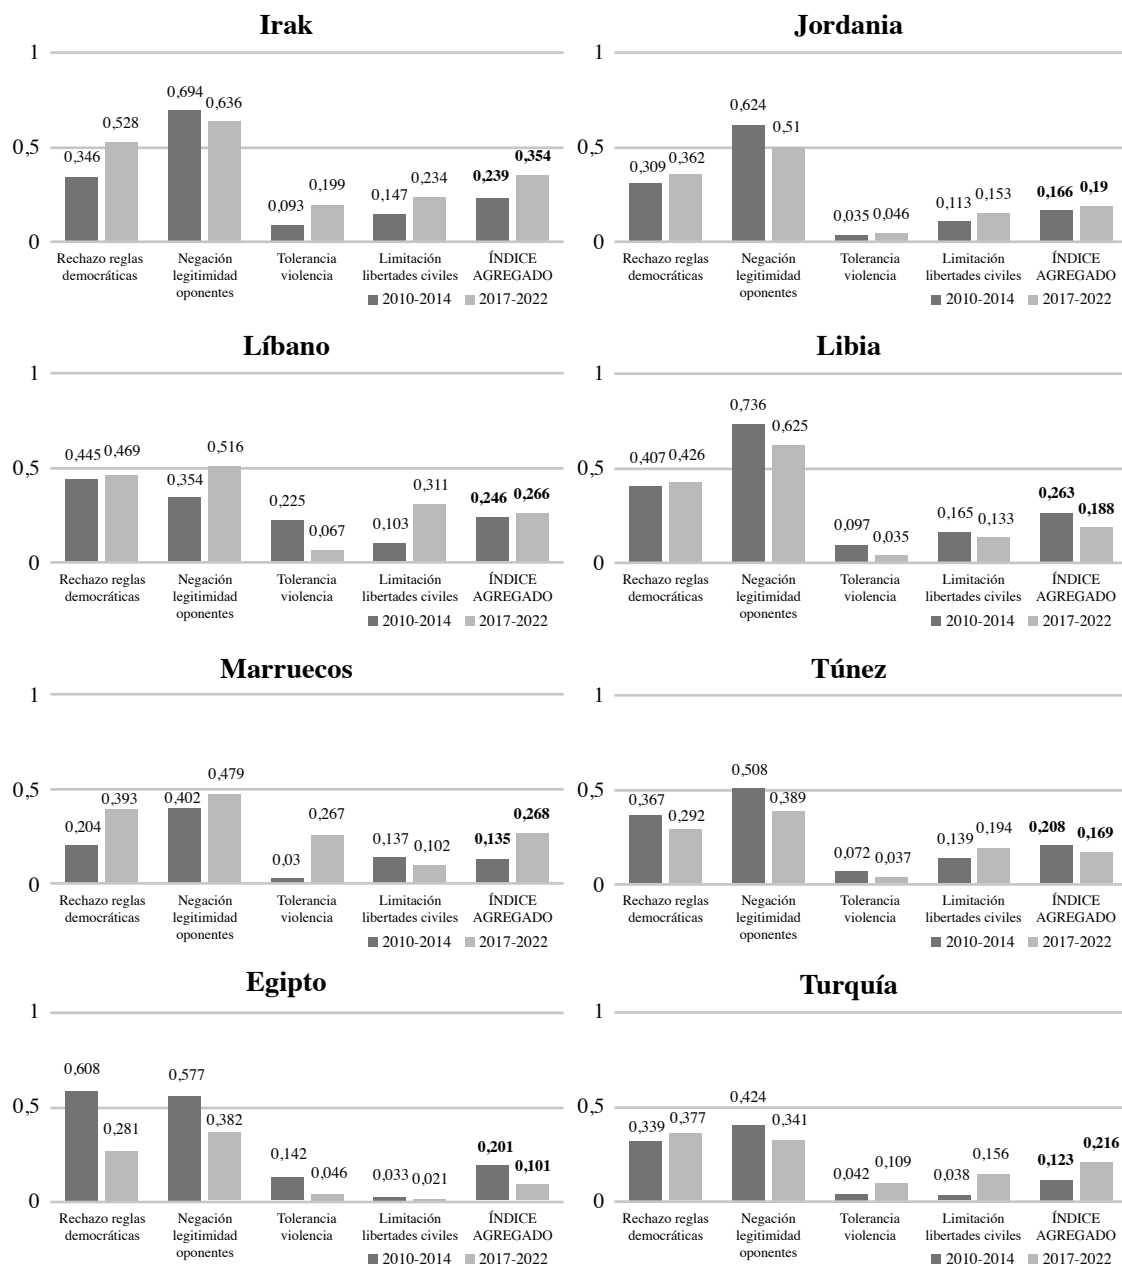 Irak
1
0,5
0
0,346
0,528
0,694
0,636
0,093
0,199
0,147
0,234
0,239
0,354
Rechazo reglas
democráticas
Negación
legitimidad
oponentes
Tolerancia
violencia
Limitación
libertades civiles
ÍNDICE
AGREGADO
2010-2014
2017-2022
Jordania
1
0,5
0
0,309
0,362
0,624
0,51
0,035
0,046
0,113
0,153
0,166
0,19
Rechazo reglas
democráticas
Negación
legitimidad
oponentes
Tolerancia
violencia
Limitación
libertades civiles
ÍNDICE
AGREGADO
2010-2014
2017-2022
Líbano
1
0,5
0
0,445
0,469
0,354
0,516
0,225
0,067
0,103
0,311
0,246
0,266
Rechazo reglas
democráticas
Negación
legitimidad
oponentes
Tolerancia
violencia
Limitación
libertades civiles
ÍNDICE
AGREGADO
2010-2014
2017-2022
Libia
1
0,5
0
0,407
0,426
0,736
0,625
0,097
0,035
0,165
0,133
0,263
0,188
Rechazo reglas
democráticas
Negación
legitimidad
oponentes
Tolerancia
violencia
Limitación
libertades civiles
ÍNDICE
AGREGADO
2010-2014
2017-2022
Marruecos
1
0,5
0
0,204
0,393
0,402
0,479
0,03
0,267
0,137
0,102
0,135
0,268
Rechazo reglas
democráticas
Negación
legitimidad
oponentes
Tolerancia
violencia
Limitación
libertades civiles
ÍNDICE
AGREGADO
2010-2014
2017-2022
Túnez
1
0,5
0
0,367
0,292
0,508
0,389
0,072
0,037
0,139
0,194
0,208
0,169
Rechazo reglas
democráticas
Negación
legitimidad
oponentes
Tolerancia
violencia
Limitación
libertades civiles
ÍNDICE
AGREGADO
2010-2014
2017-2022
Egipto
1
0,5
0
0,608
0,281
0,577
0,382
0,142
0,046
0,033
0,021
0,201
0,101
Rechazo reglas
democráticas
Negación
legitimidad
oponentes
Tolerancia
violencia
Limitación
libertades civiles
ÍNDICE
AGREGADO
2010-2014
2017-2022
Turquía
1
0,5
0
0,339
0,377
0,424
0,341
0,042
0,109
0,038
0,156
0,123
0,216
Rechazo reglas
democráticas
Negación
legitimidad
oponentes
Tolerancia
violencia
Limitación
libertades civiles
ÍNDICE
AGREGADO
2010-2014
2017-2022